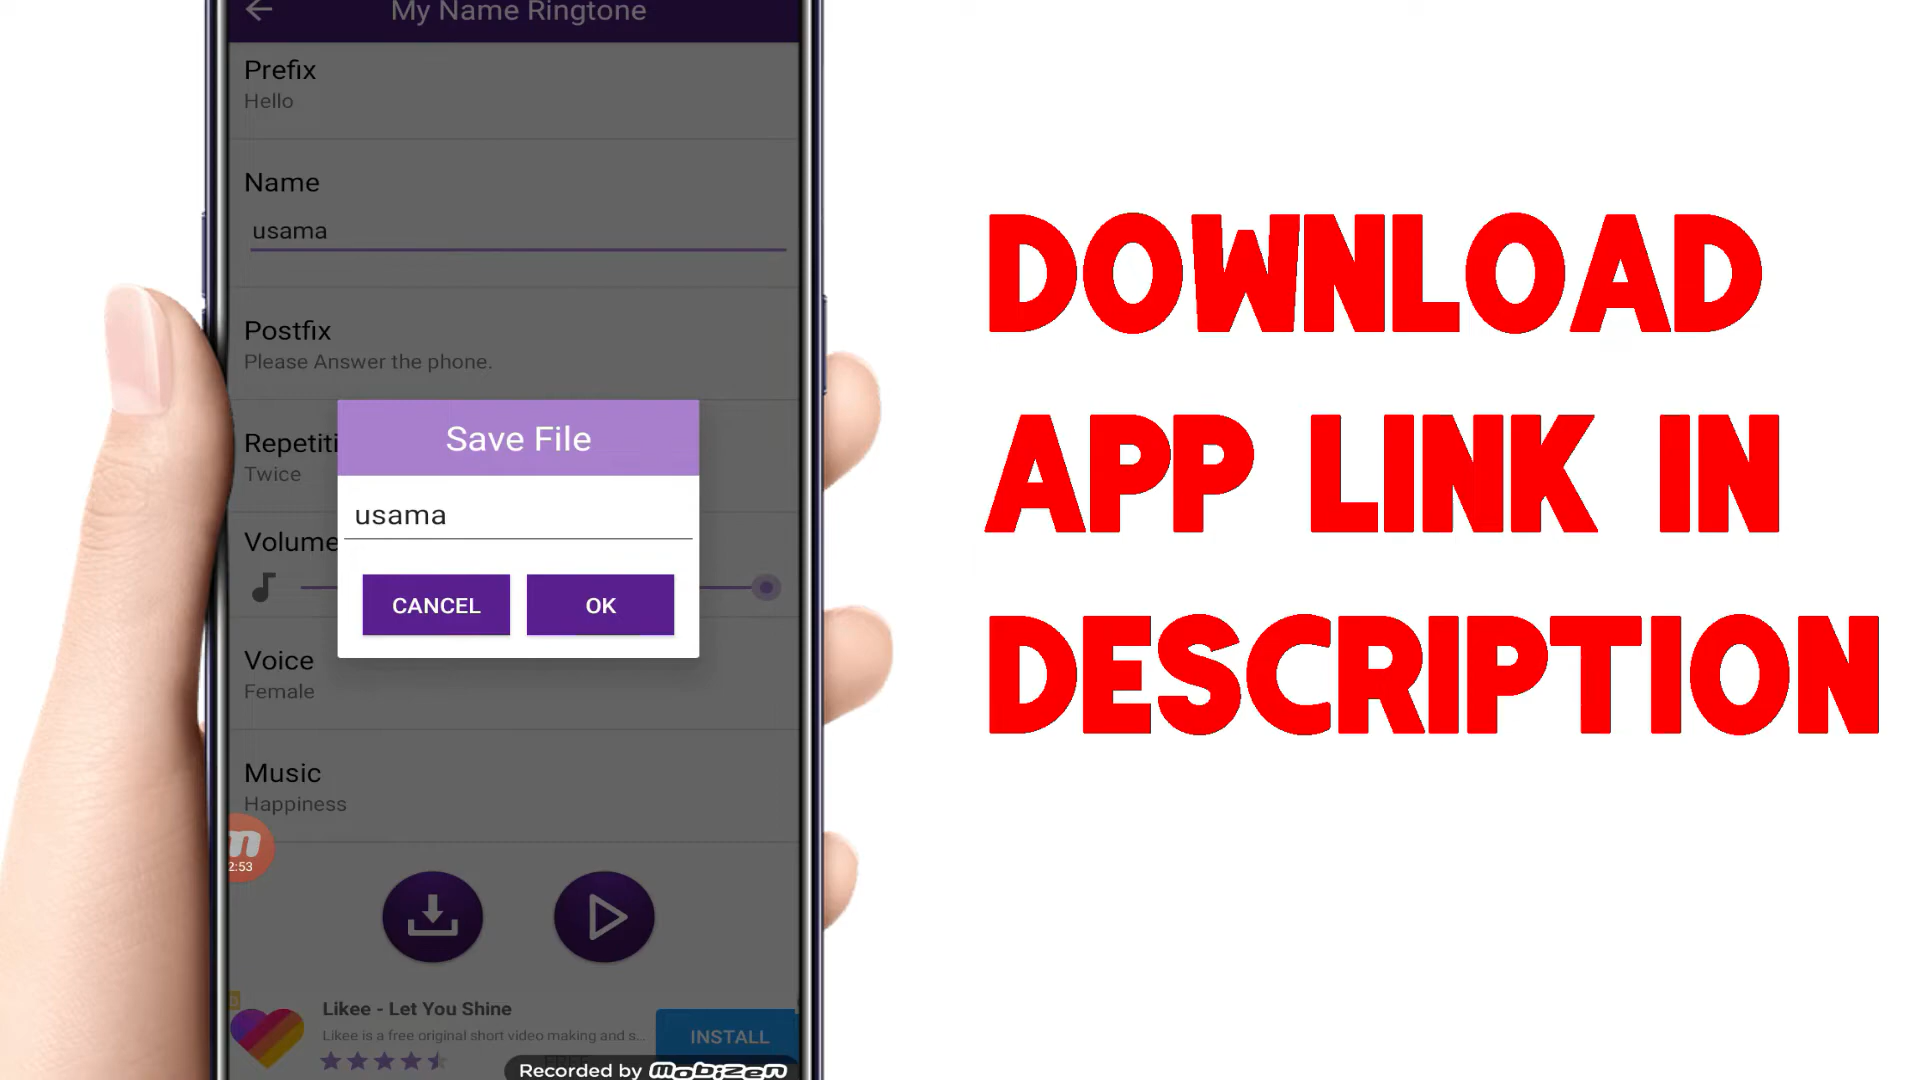 My Name Ringtone
Prefix
Hello
Name
usama
Postfix
Please Answer the phone.
Repetiti
Twice
Save File
usama
CANCEL
OK
Volume
Voice
Female
Music
Happiness
m
2:53
Likee - Let You Shine
Likee is a free original short video making and s...
INSTALL
FREE
Recorded by mobizen
DOWNLOAD
APP LINK IN
DESCRIPTION